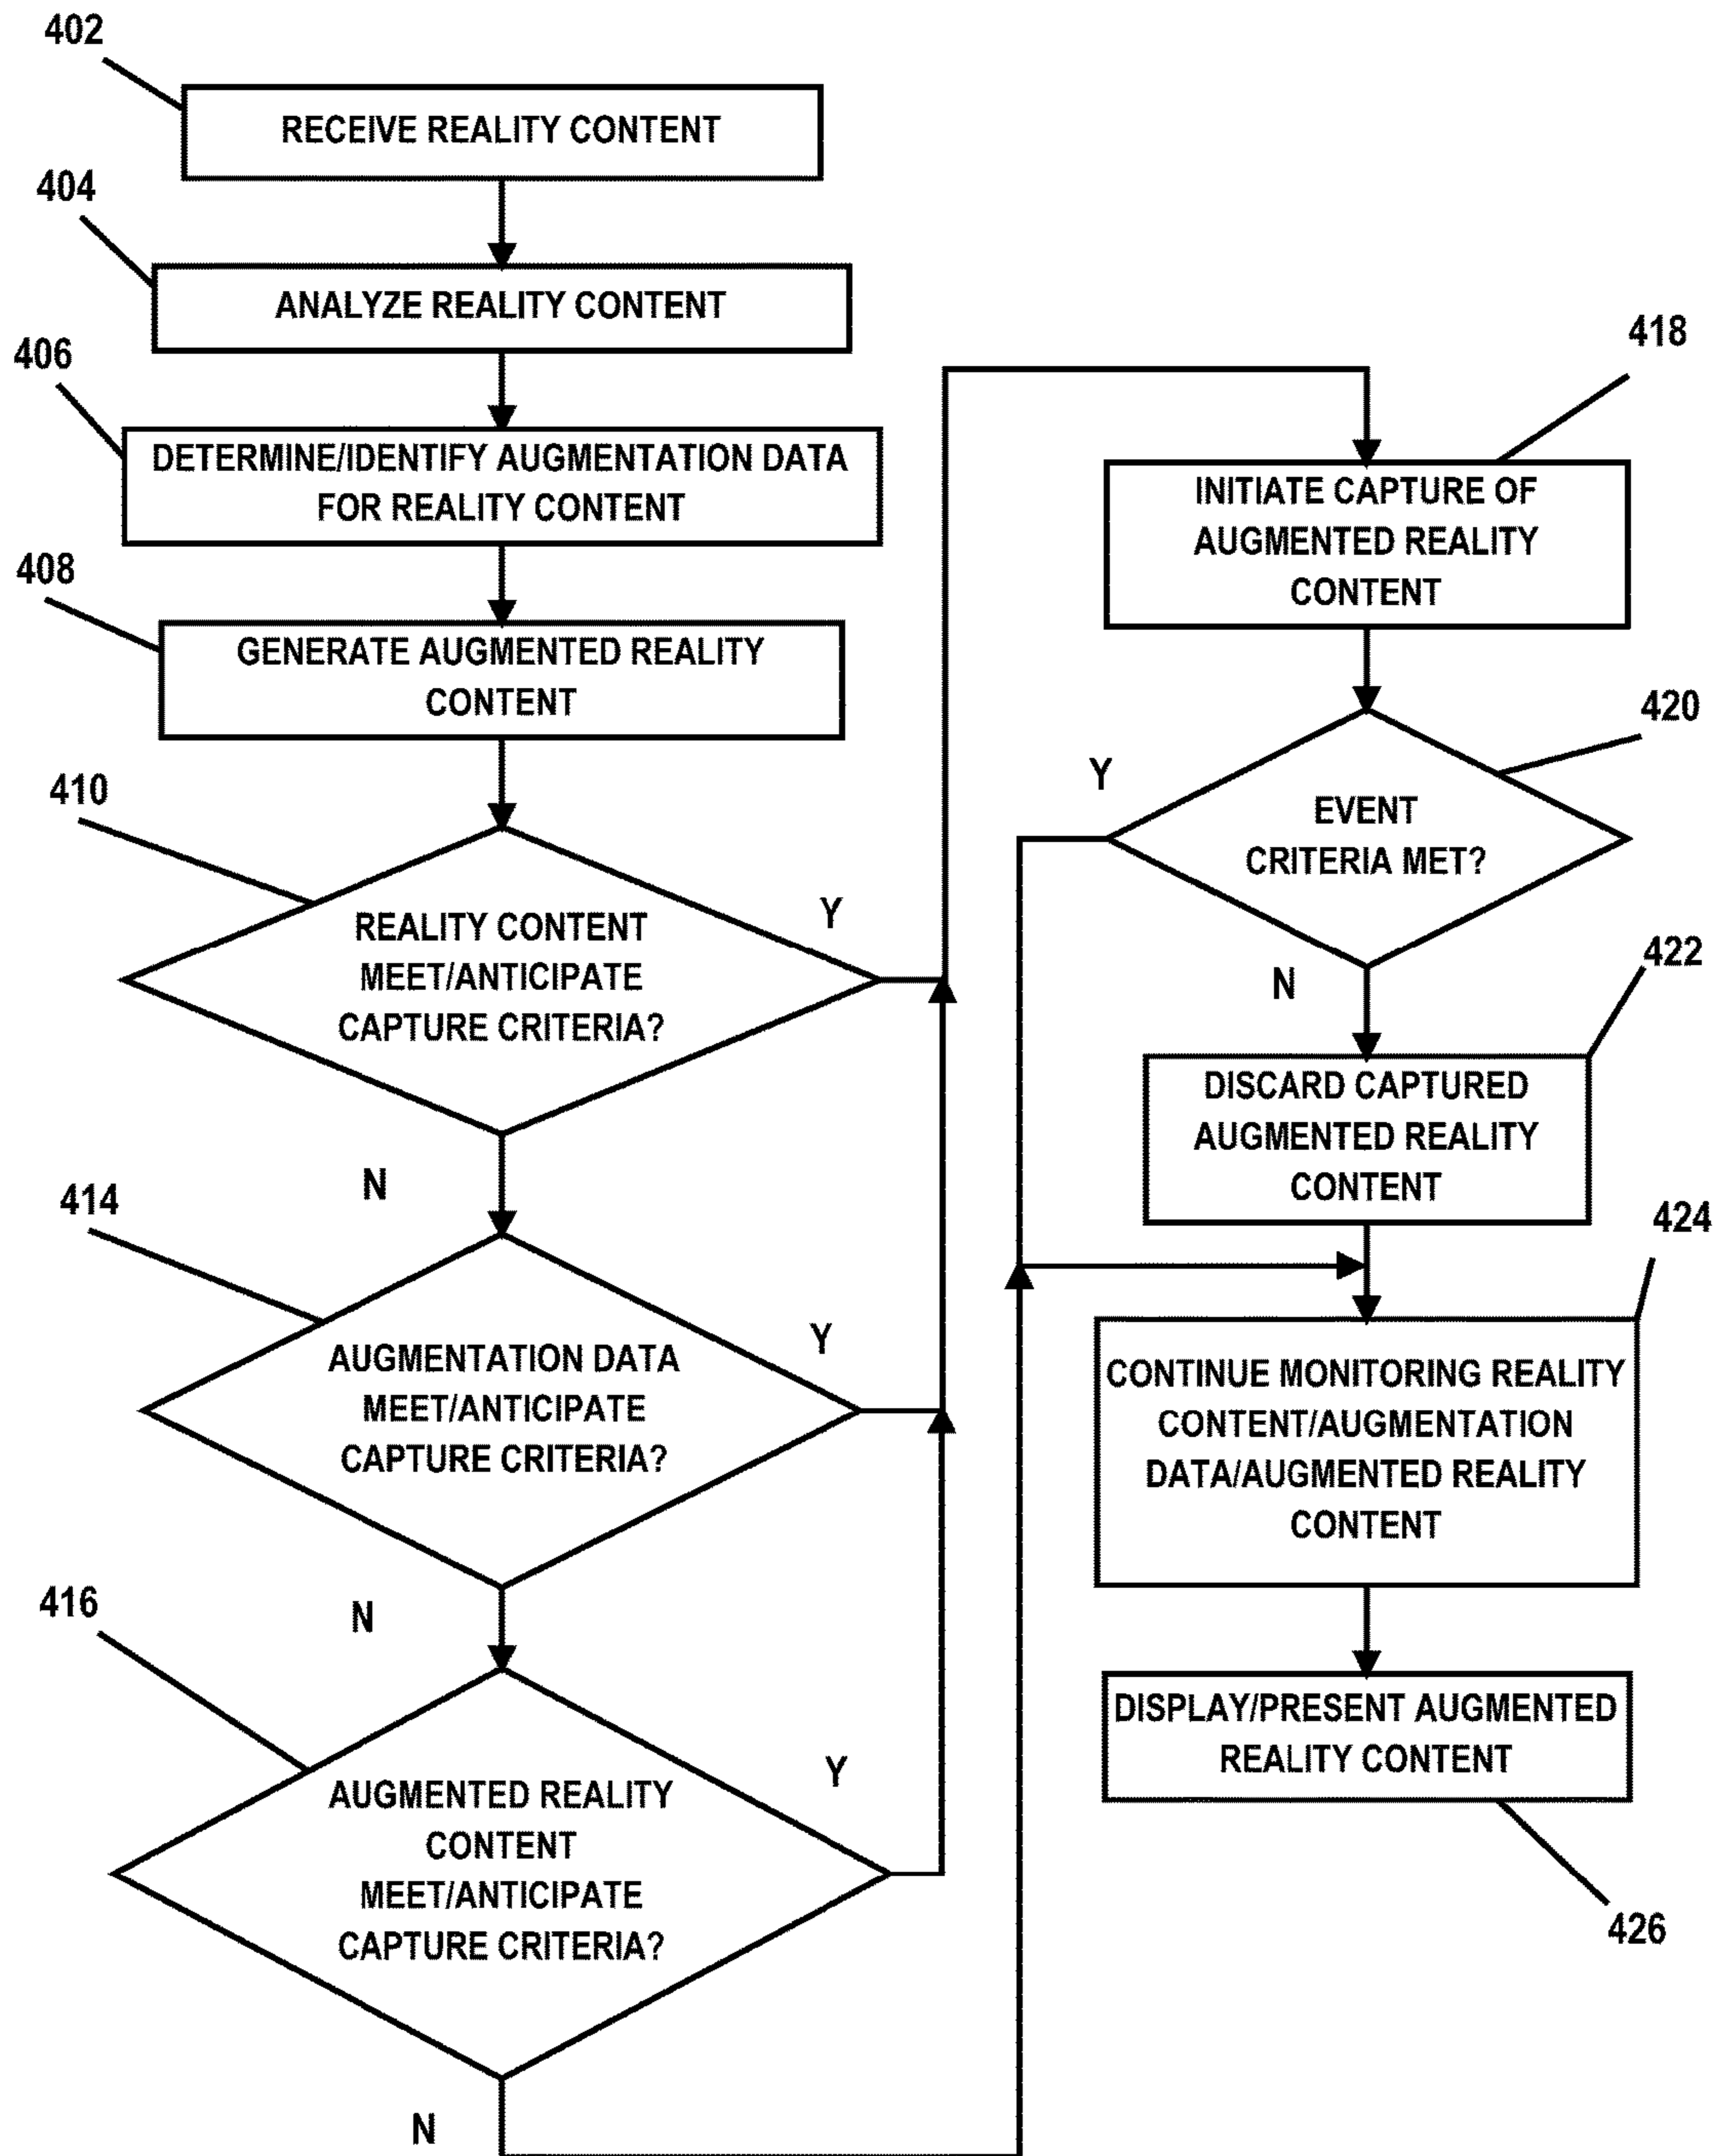 402
RECEIVE REALITY CONTENT
404
ANALYZE REALITY CONTENT
406
DETERMINE/IDENTIFY AUGMENTATION DATA
FOR REALITY CONTENT
408
GENERATE AUGMENTED REALITY
CONTENT
410
REALITY CONTENT
MEET/ANTICIPATE
CAPTURE CRITERIA?
Y
N
414
AUGMENTATION DATA
MEET/ANTICIPATE
CAPTURE CRITERIA?
Y
N
416
AUGMENTED REALITY
CONTENT
MEET/ANTICIPATE
CAPTURE CRITERIA?
Y
N
418
INITIATE CAPTURE OF
AUGMENTED REALITY
CONTENT
420
Y
EVENT
CRITERIA MET?
N
422
DISCARD CAPTURED
AUGMENTED REALITY
CONTENT
424
CONTINUE MONITORING REALITY
CONTENT/AUGMENTATION
DATA/AUGMENTED REALITY
CONTENT
DISPLAY/PRESENT AUGMENTED
REALITY CONTENT
426